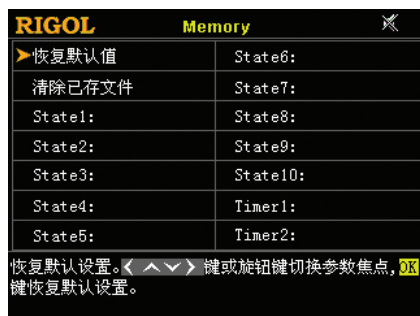 RIGOL Memory
恢复默认值 State6:
清除已存文件 State7:
State1: State8:
State2: State9:
State3: State10:
State4: Timer1:
State5: Timer2:
恢复默认设置。键或旋钮键切换参数焦点,OK
键恢复默认设置。